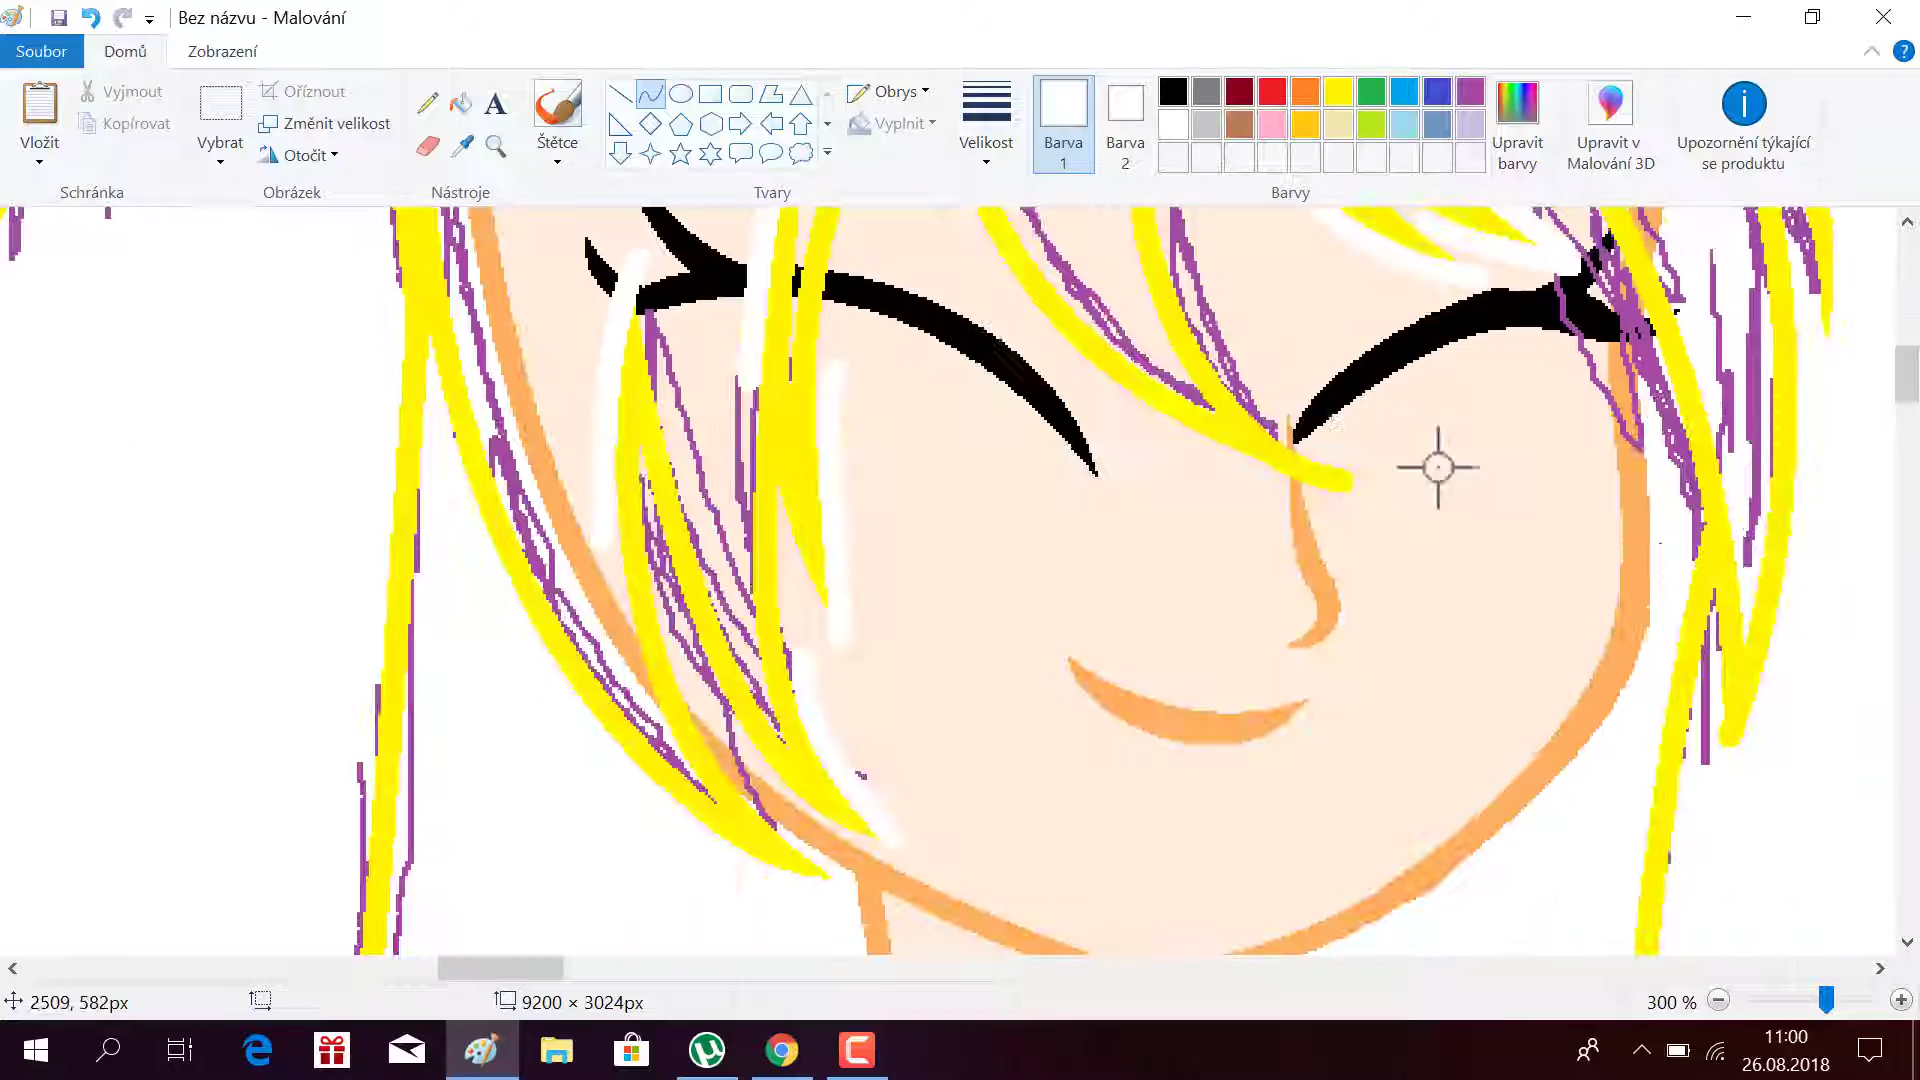 Bez názvu - Malování
Soubor
Domů
Zobrazení
Vložit
Vyjmout
Kopírovat
Schránka
Vybrat
Oříznout
Změnit velikost
Otočit
Obrázek
A
Nástroje
Štětce
Tvary
Obrys
Vyplnit
Velikost
Barva
1
Barva
2
Barvy
Upravit
barvy
Upravit v
Malování 3D
Upozornění týkající
se produktu
2509, 582px
9200 × 3024px
300 %
11:00
26.08.2018